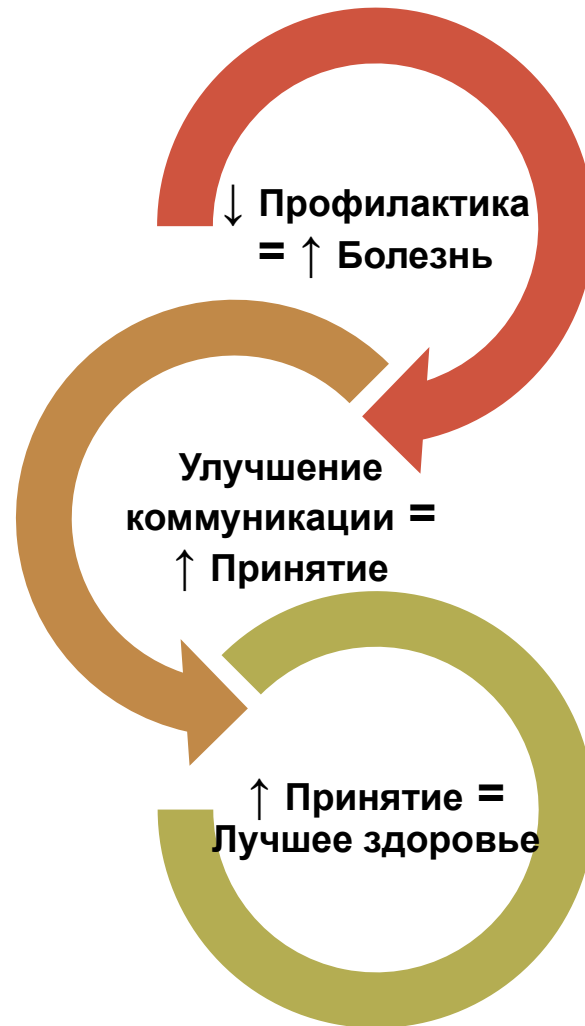 ↓ Профилактика
= ↑ Болезнь
Улучшение
коммуникации =
↑ Принятие
↑ Принятие =
Лучшее здоровье